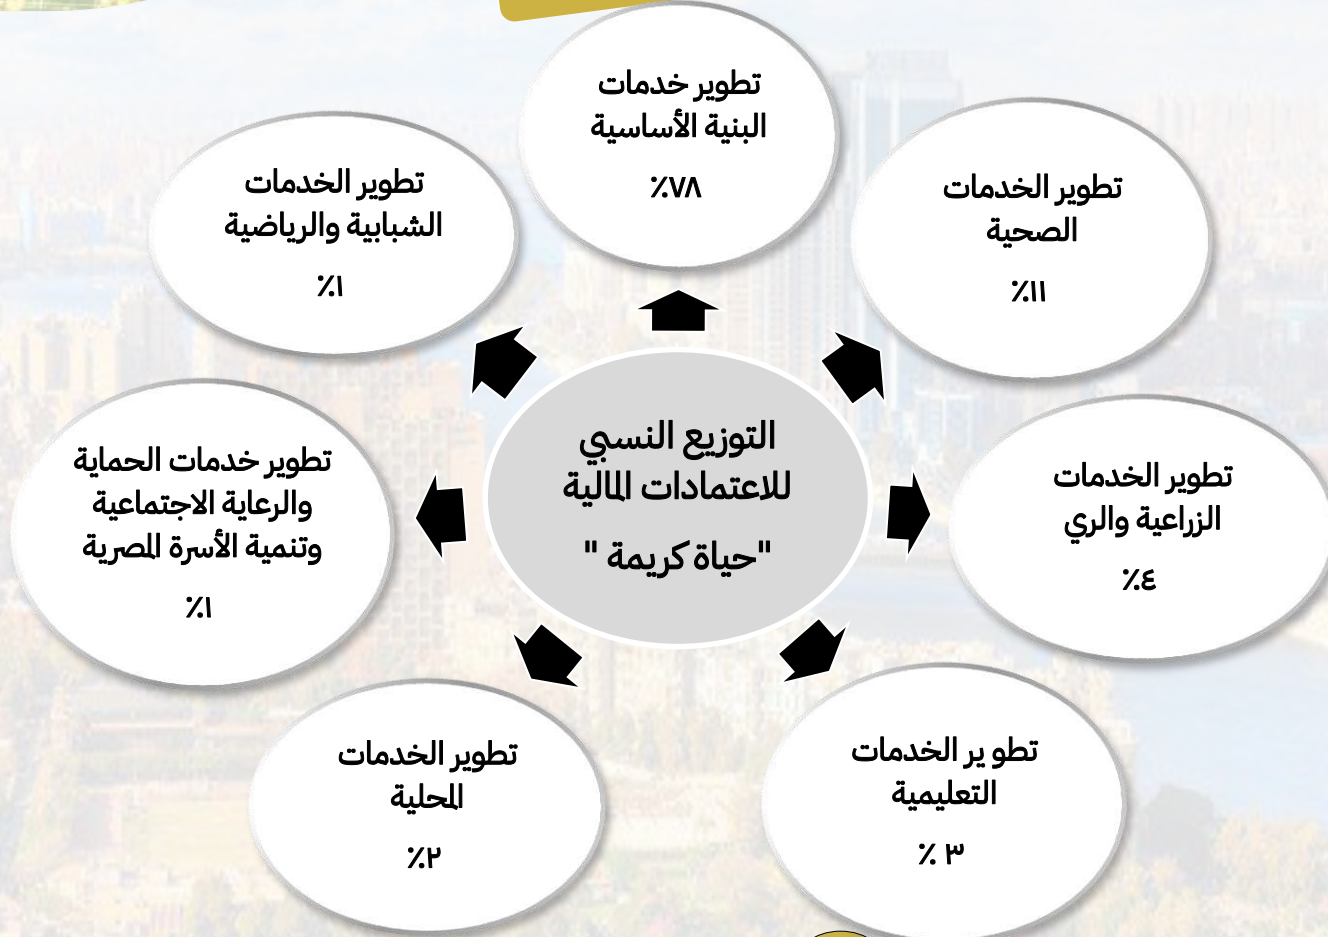 التوزيع النسبي
للاعتمادات المالية
"حياة كريمة "
تطوير خدمات
البنية الأساسية
٧٨٪
تطوير الخدمات
الصحية
١١٪
تطوير الخدمات
الزراعية والري
٤٪
تطو ير الخدمات
التعليمية
٣ ٪
تطوير الخدمات
المحلية
٢٪
تطوير خدمات الحماية
والرعاية الاجتماعية
وتنمية الأسرة المصرية
١٪
تطوير الخدمات
الشبابية والرياضية
١٪